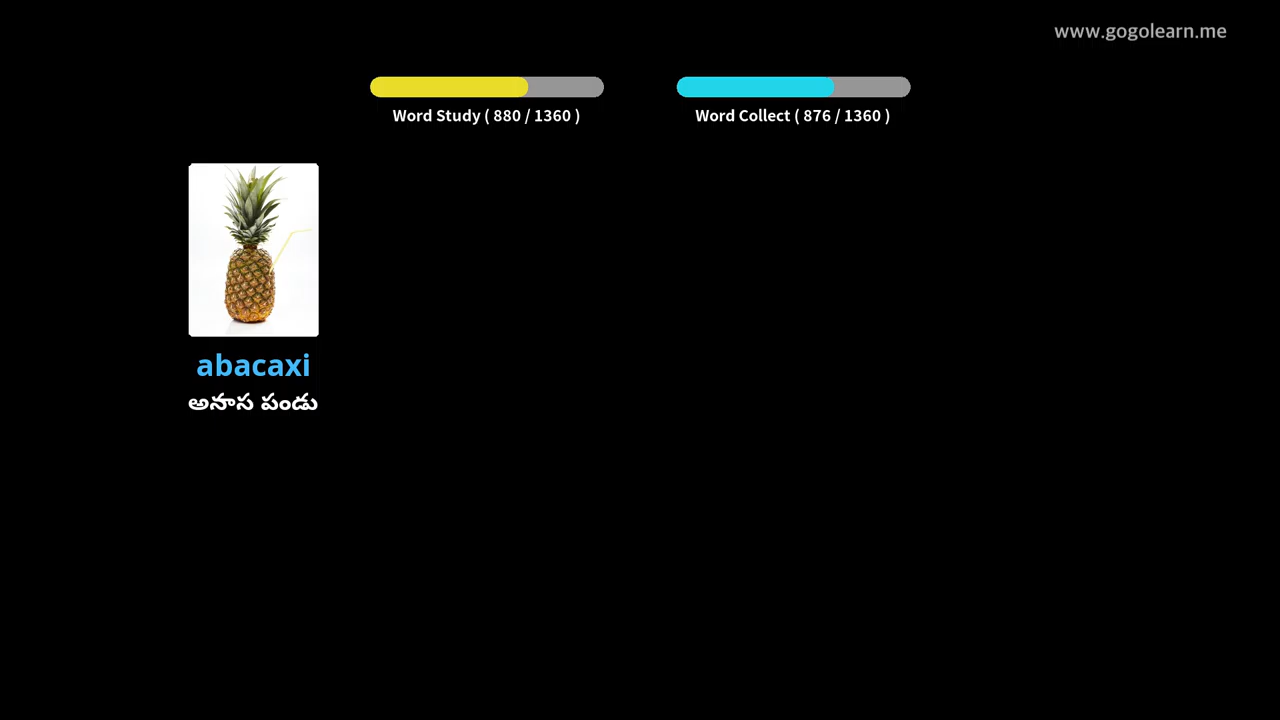 www.gogolearn.me
Word Study ( 880 / 1360 )
Word Collect ( 876 / 1360 )
abacaxi
అనాస పండు